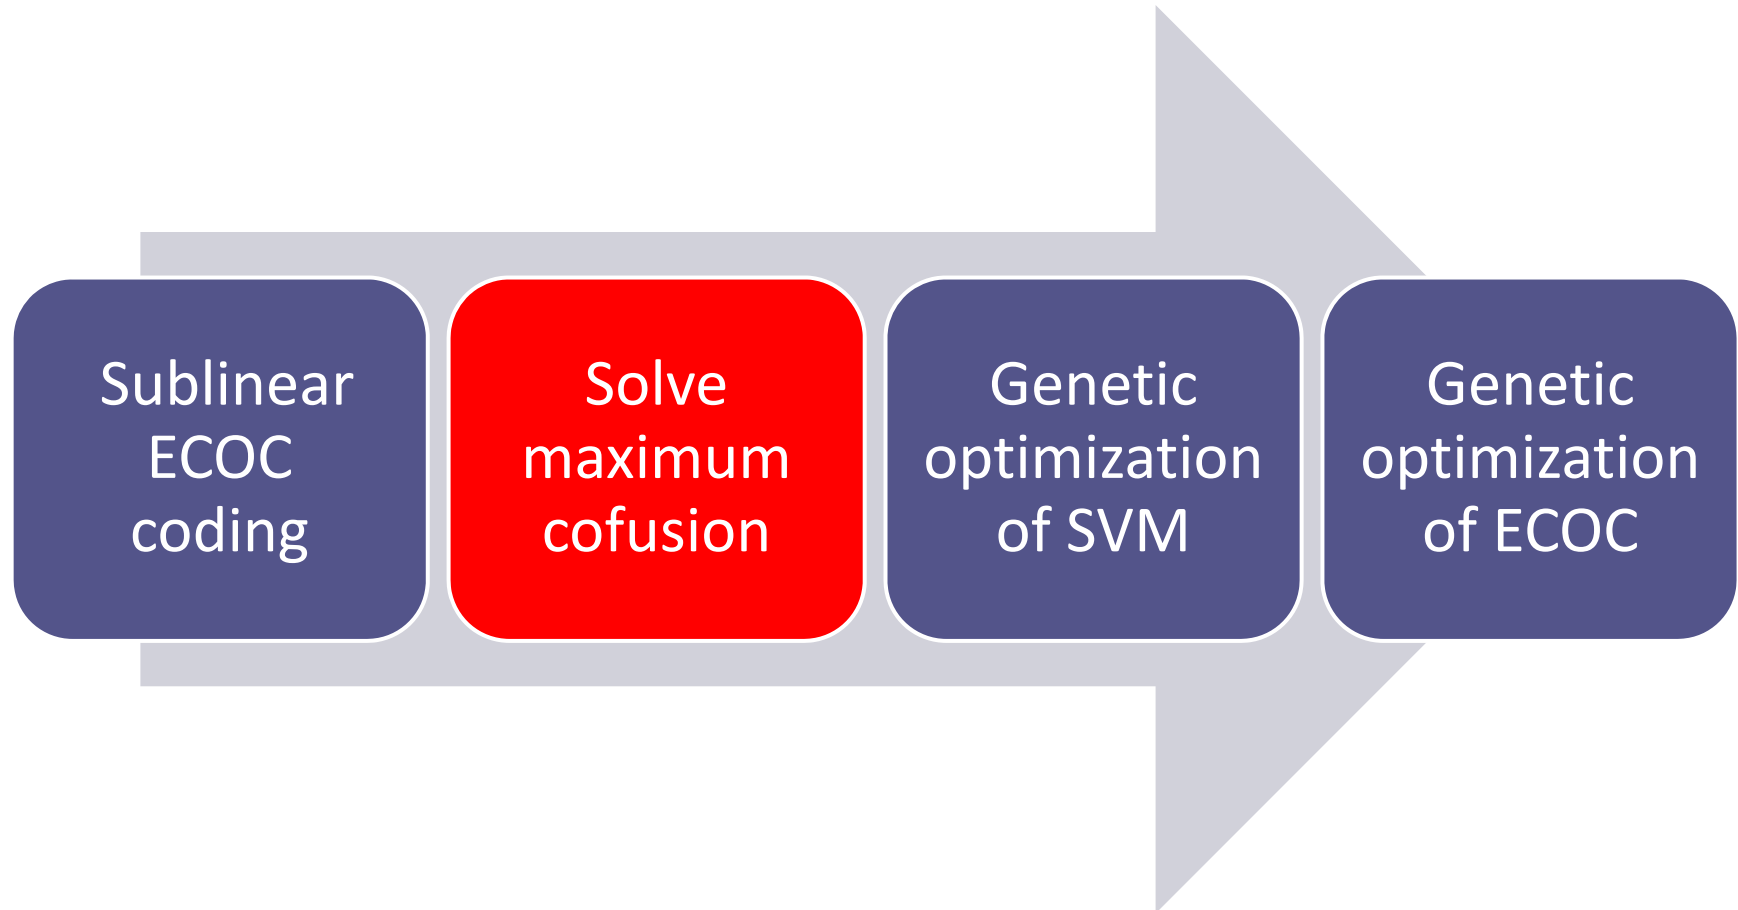 Sublinear
ECOC
coding
Solve
maximum
cofusion
Genetic
optimization
of SVM
Genetic
optimization
of ECOC